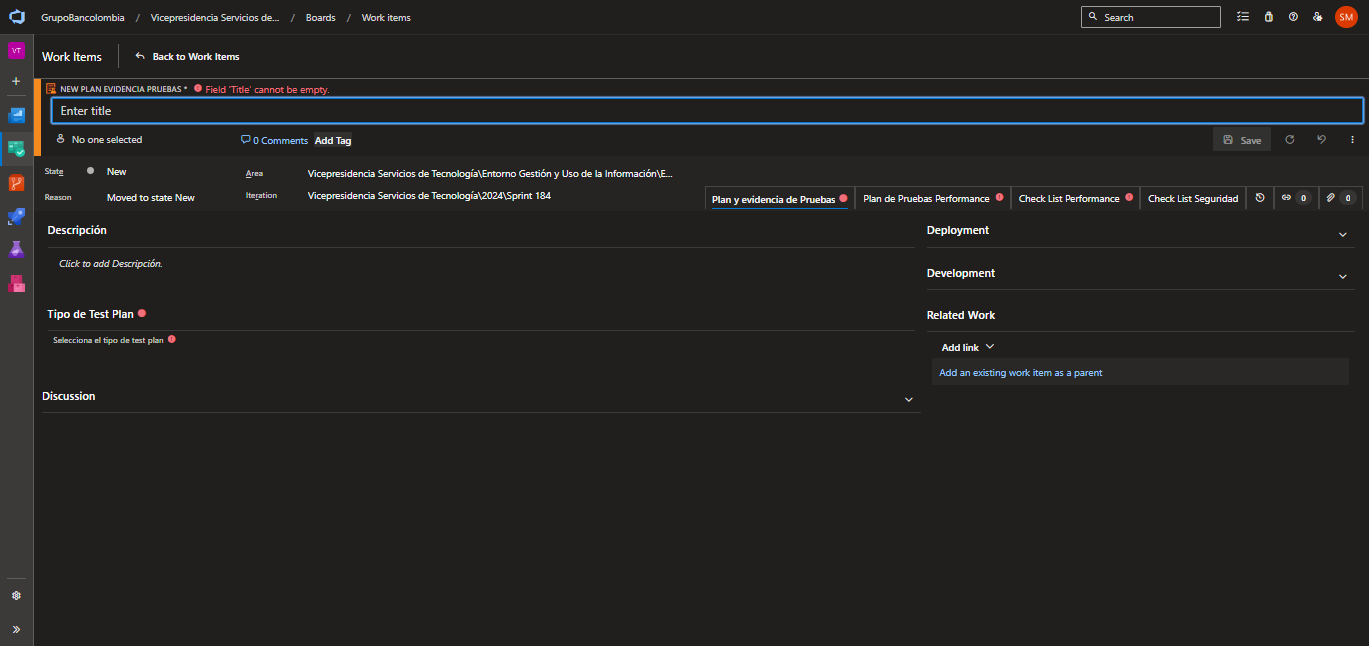 GrupoBancolombia / Vicepresidencia Servicios de... / Boards / Work items
Search
SM
VT
Work Items
Back to Work Items
NEW PLAN EVIDENCIA PRUEBAS *
Field 'Title' cannot be empty.
Enter title
No one selected
0 Comments
Add Tag
Save
State
New
Area
Vicepresidencia Servicios de Tecnología\Entorno Gestión y Uso de la Información\E...
Reason
Moved to state New
Iteration
Vicepresidencia Servicios de Tecnología\2024\Sprint 184
Plan y evidencia de Pruebas
Plan de Pruebas Performance
Check List Performance
Check List Seguridad
0
0
Descripción
Click to add Descripción.
Tipo de Test Plan
Selecciona el tipo de test plan
Discussion
Deployment
Development
Related Work
Add link
Add an existing work item as a parent